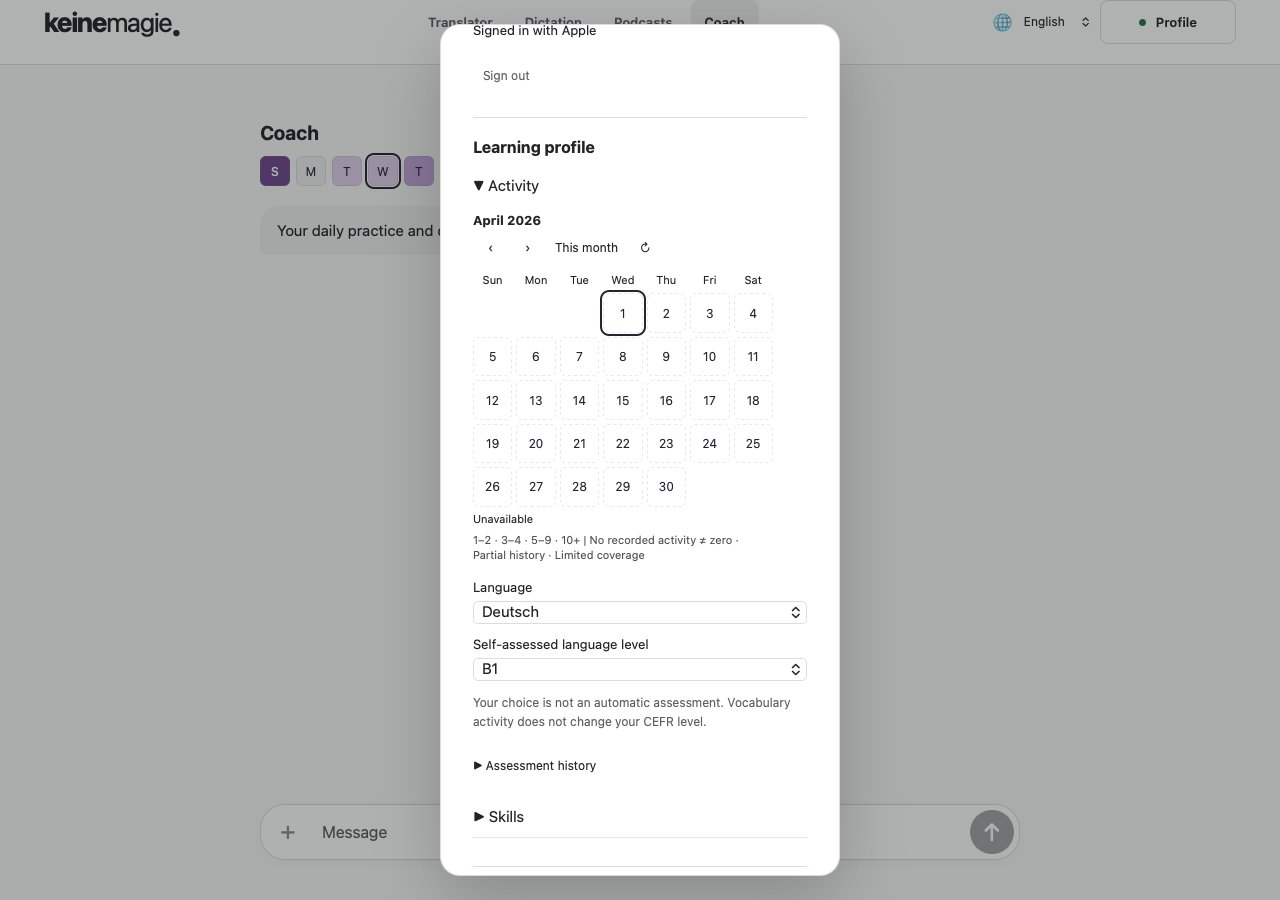 keinemagie.
Translator Dictation Podcasts Coach
English
Profile
Signed in with Apple
Sign out
Coach
S M T W T
Your daily practice and
Learning profile
▼ Activity
April 2026
‹ › This month ↻
Sun Mon Tue Wed Thu Fri Sat
1 2 3 4
5 6 7 8 9 10 11
12 13 14 15 16 17 18
19 20 21 22 23 24 25
26 27 28 29 30
Unavailable
1–2 · 3–4 · 5–9 · 10+ | No recorded activity ≠ zero ·
Partial history · Limited coverage
Language
Deutsch
Self-assessed language level
B1
Your choice is not an automatic assessment. Vocabulary
activity does not change your CEFR level.
▶ Assessment history
▶ Skills
+ Message